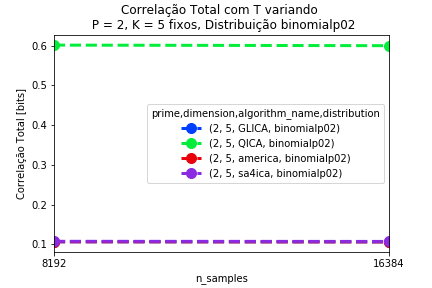 Correlação Total com T variando
P = 2, K = 5 fixos, Distribuição binomialp02
Correlação Total [bits]
0.6
0.5
0.4
0.3
0.2
0.1
prime,dimension,algorithm_name,distribution
(2, 5, GLICA, binomialp02)
(2, 5, QICA, binomialp02)
(2, 5, america, binomialp02)
(2, 5, sa4ica, binomialp02)
8192
16384
n_samples